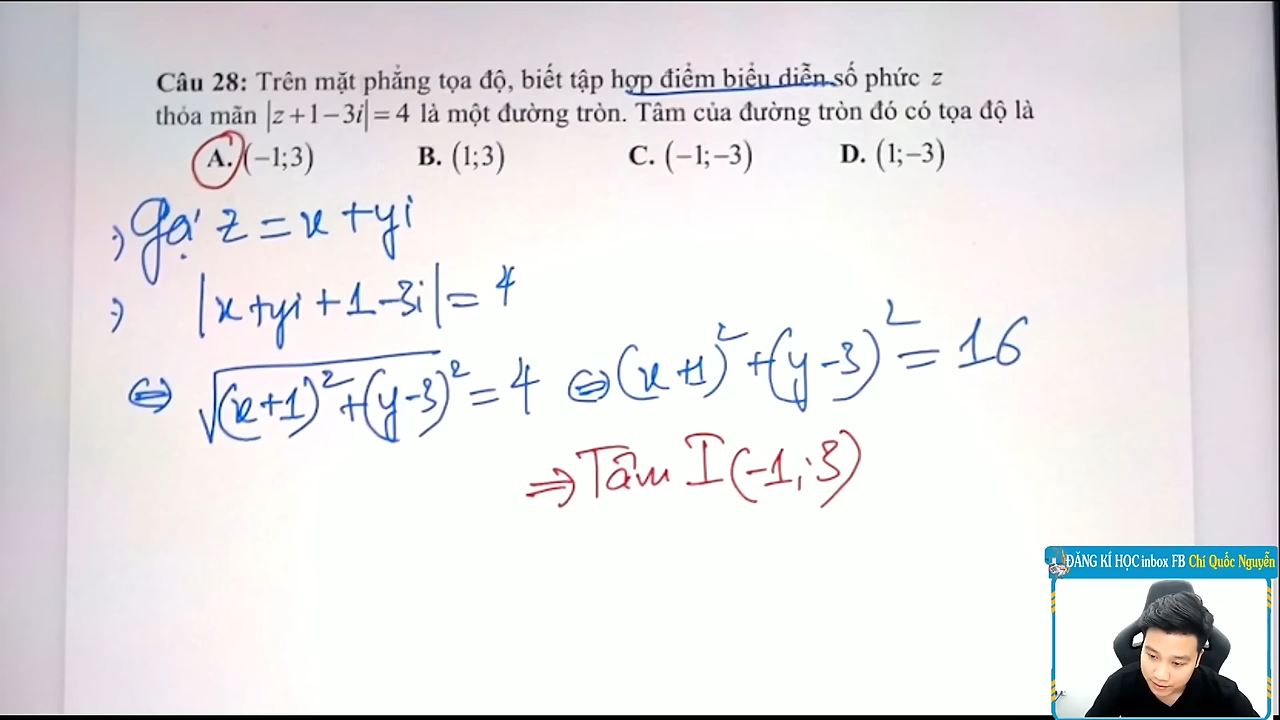 Câu 28: Trên mặt phẳng tọa độ, biết tập hợp điểm biểu diễn số phức z
thỏa mãn |z+1−3i|=4 là một đường tròn. Tâm của đường tròn đó có tọa độ là
A. (−1;3) B. (1;3) C. (−1;−3) D. (1;−3)
Gọi z = x + yi
|x+yi+1−3i| = 4
⇔ √((x+1)² + (y−3)²) = 4 ⇔ (x+1)² + (y−3)² = 16
⇒ Tâm I(−1;3)
ĐĂNG KÍ HỌC inbox FB Chí Quốc Nguyễn